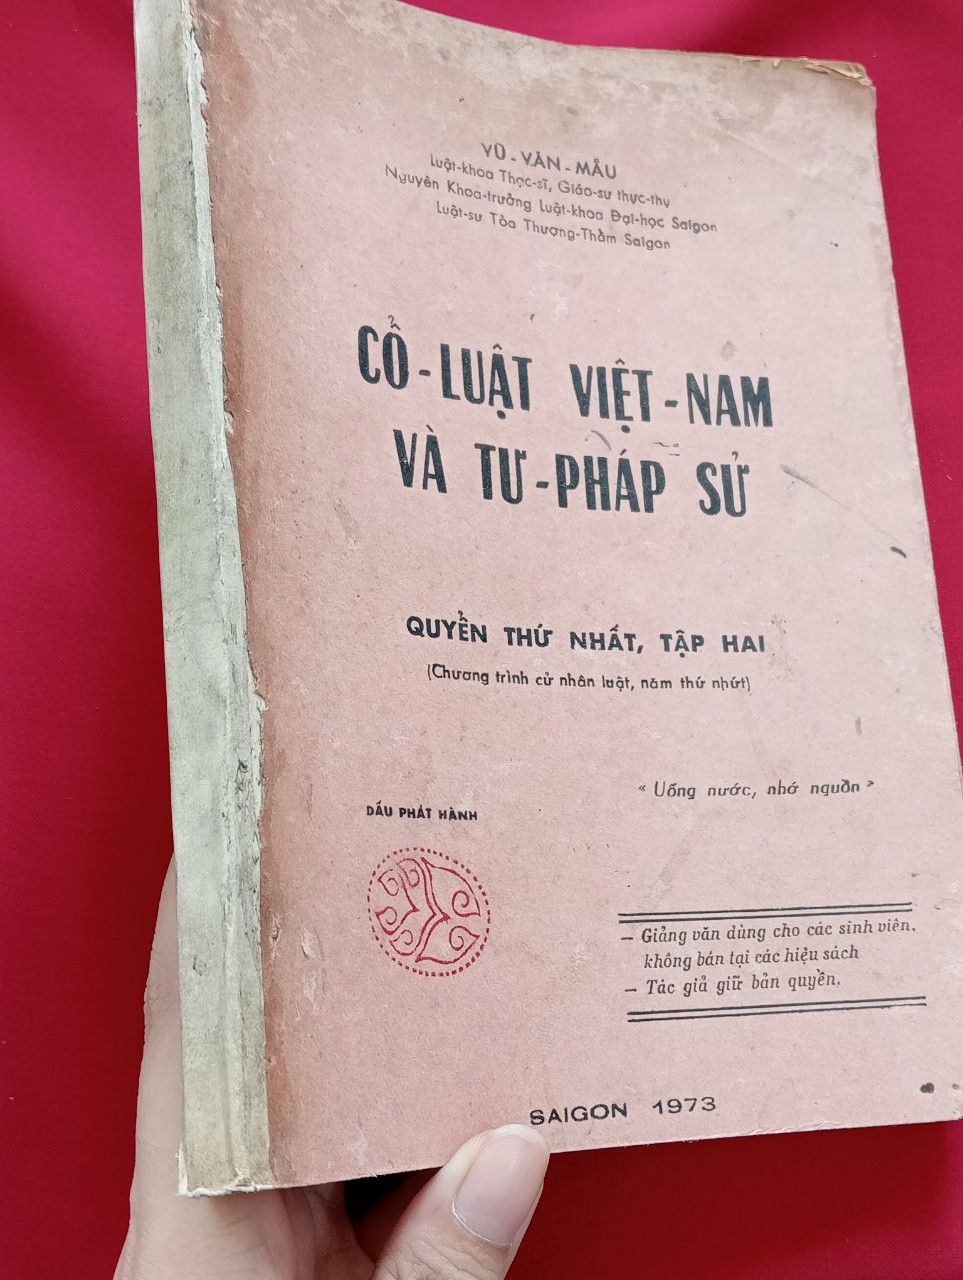 VŨ-VĂN-MẪU
Luật-khoa Thạc-sĩ, Giáo-sư thực-thụ
Nguyên Khoa-trưởng Luật-khoa Đại-học Saigon
Luật-sư Tòa Thượng-Thẩm Saigon
CỔ-LUẬT VIỆT-NAM
VÀ TƯ-PHÁP SỬ
QUYỂN THỨ NHẤT, TẬP HAI
(Chương trình cử nhân luật, năm thứ nhứt)
« Uống nước, nhớ nguồn »
DẤU PHÁT HÀNH
– Giảng văn dùng cho các sinh viên,
không bán tại các hiệu sách
– Tác giả giữ bản quyền.
SAIGON 1973